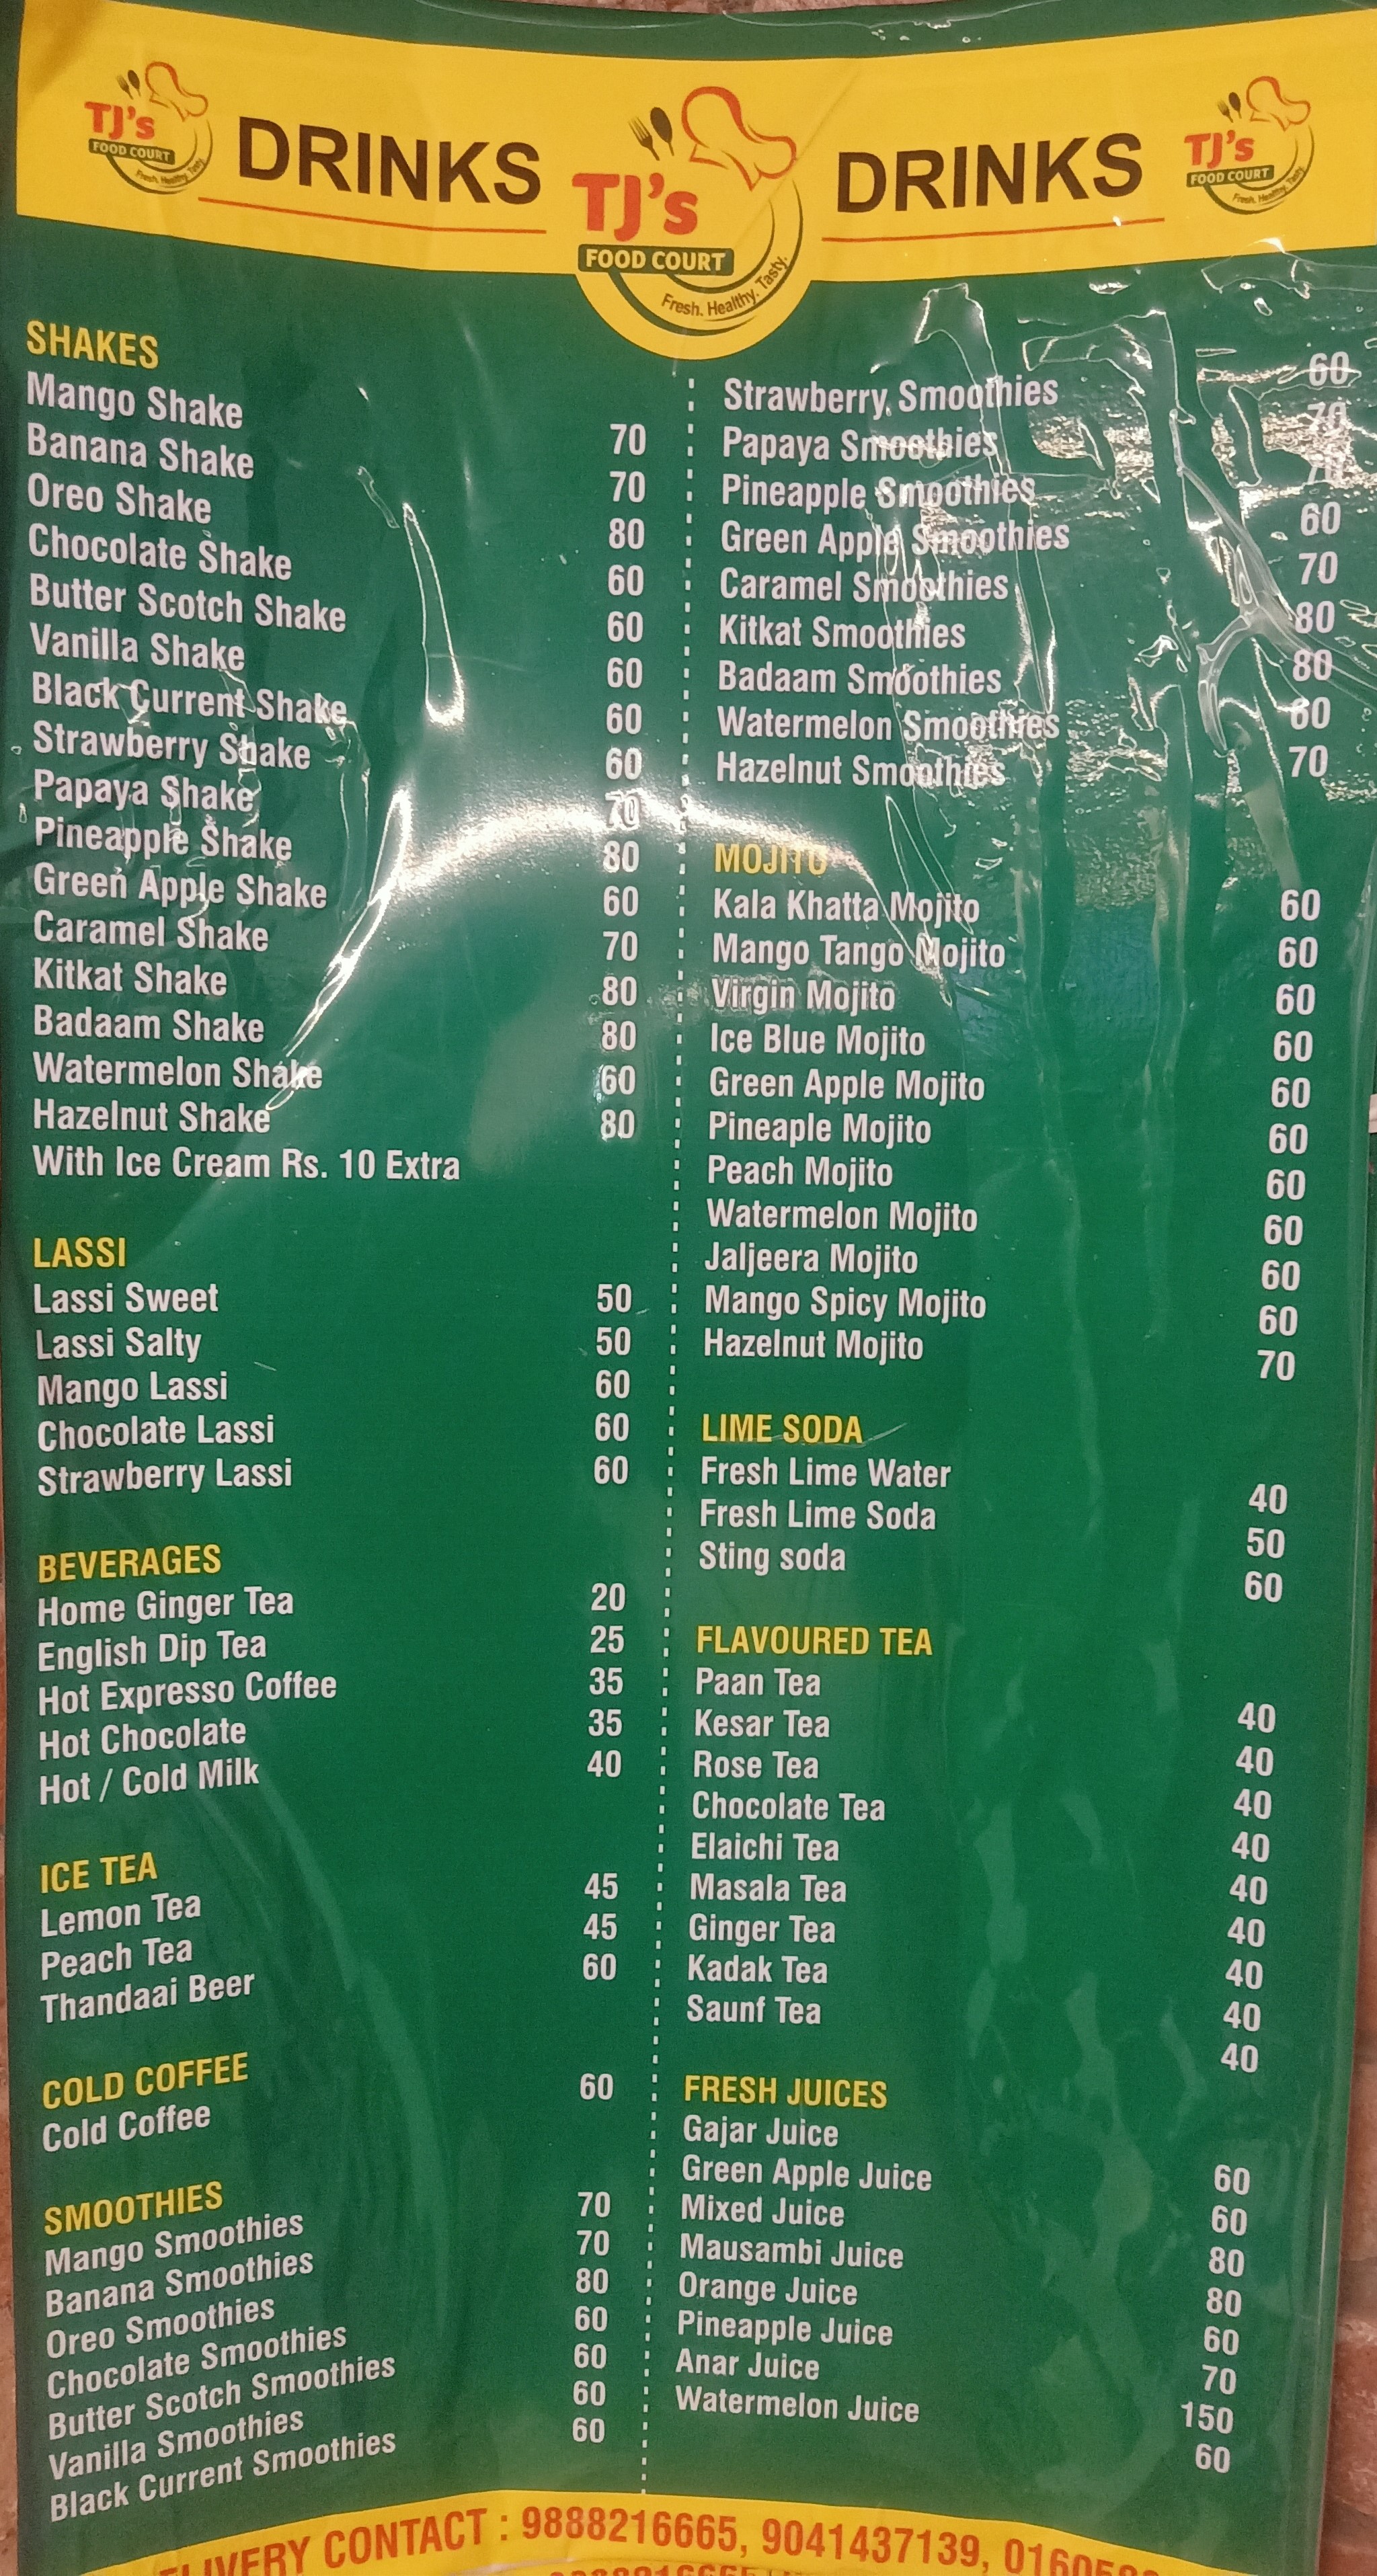 TJ's
FOOD COURT
Fresh. Healthy. Tasty.
DRINKS
TJ's
FOOD COURT
Fresh. Healthy. Tasty.
DRINKS
TJ's
FOOD COURT
Fresh. Healthy. Tasty.
SHAKES
Mango Shake 70
Banana Shake 70
Oreo Shake 80
Chocolate Shake 60
Butter Scotch Shake 60
Vanilla Shake 60
Black Current Shake 60
Strawberry Shake 60
Papaya Shake 70
Pineapple Shake 80
Green Apple Shake 60
Caramel Shake 70
Kitkat Shake 80
Badaam Shake 80
Watermelon Shake 60
Hazelnut Shake 80
With Ice Cream Rs. 10 Extra
LASSI
Lassi Sweet 50
Lassi Salty 50
Mango Lassi 60
Chocolate Lassi 60
Strawberry Lassi 60
BEVERAGES
Home Ginger Tea 20
English Dip Tea 25
Hot Expresso Coffee 35
Hot Chocolate 35
Hot / Cold Milk 40
ICE TEA
Lemon Tea 45
Peach Tea 45
Thandaai Beer 60
COLD COFFEE
Cold Coffee 60
SMOOTHIES
Mango Smoothies 70
Banana Smoothies 70
Oreo Smoothies 80
Chocolate Smoothies 60
Butter Scotch Smoothies 60
Vanilla Smoothies 60
Black Current Smoothies 60
Strawberry Smoothies 60
Papaya Smoothies 70
Pineapple Smoothies 70
Green Apple Smoothies 60
Caramel Smoothies 70
Kitkat Smoothies 80
Badaam Smoothies 80
Watermelon Smoothies 60
Hazelnut Smoothies 70
MOJITO
Kala Khatta Mojito 60
Mango Tango Mojito 60
Virgin Mojito 60
Ice Blue Mojito 60
Green Apple Mojito 60
Pineaple Mojito 60
Peach Mojito 60
Watermelon Mojito 60
Jaljeera Mojito 60
Mango Spicy Mojito 60
Hazelnut Mojito 70
LIME SODA
Fresh Lime Water 40
Fresh Lime Soda 50
Sting soda 60
FLAVOURED TEA
Paan Tea 40
Kesar Tea 40
Rose Tea 40
Chocolate Tea 40
Elaichi Tea 40
Masala Tea 40
Ginger Tea 40
Kadak Tea 40
Saunf Tea 40
FRESH JUICES
Gajar Juice 60
Green Apple Juice 60
Mixed Juice 80
Mausambi Juice 80
Orange Juice 60
Pineapple Juice 70
Anar Juice 150
Watermelon Juice 60
CONTACT : 9888216665, 9041437139,